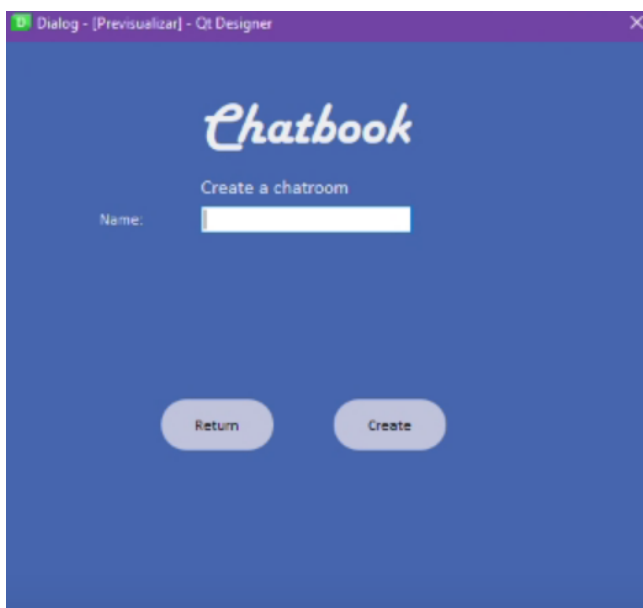 Dialog - [Previsualizar] - Qt Designer
Chatbook
Create a chatroom
Name:
Return
Create